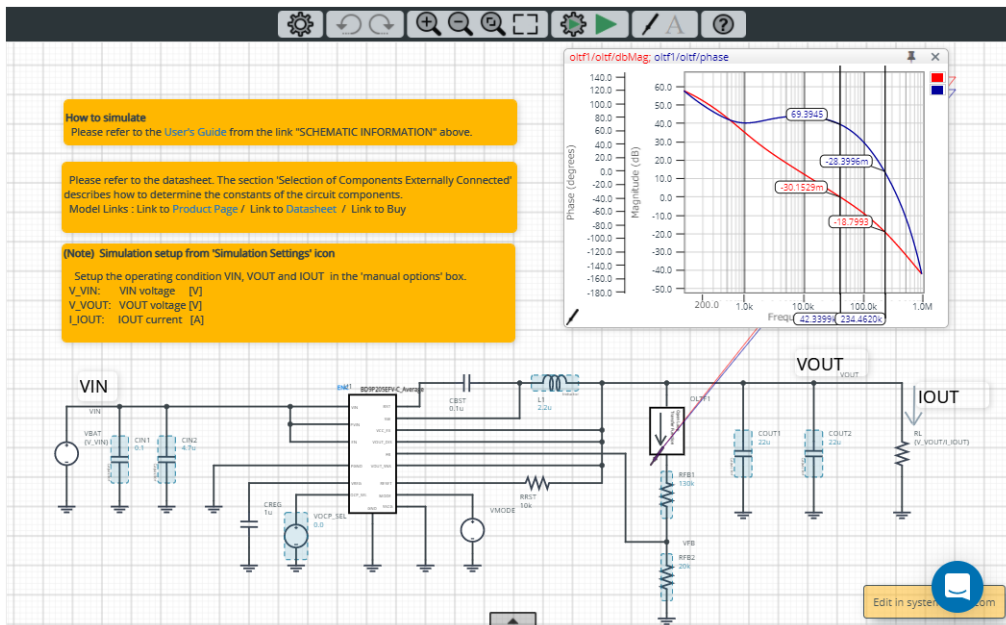 A
?
How to simulate
Please refer to the User's Guide from the link "SCHEMATIC INFORMATION" above.
Please refer to the datasheet. The section 'Selection of Components Externally Connected'
describes how to determine the constants of the circuit components.
Model Links : Link to Product Page / Link to Datasheet / Link to Buy
(Note) Simulation setup from 'Simulation Settings' icon
Setup the operating condition VIN, VOUT and IOUT in the 'manual options' box.
V_VIN: VIN voltage [V]
V_VOUT: VOUT voltage [V]
I_IOUT: IOUT current [A]
oltf1/oltf/dbMag; oltf1/oltf/phase
Phase (degrees)
140.0
120.0
100.0
80.0
60.0
40.0
20.0
0.0
-20.0
-40.0
-60.0
-80.0
-100.0
-120.0
-140.0
-160.0
-180.0
Magnitude (dB)
60.0
50.0
40.0
30.0
20.0
10.0
0.0
-10.0
-20.0
-30.0
-40.0
-50.0
69.3945
-28.3996m
-30.1529m
-18.7993
200.0
1.0k
10.0k
100.0k
1.0M
42.3399k
234.4620k
VIN
VIN
VBAT
(V_VIN)
CIN1
0.1
CIN2
4.7u
BD9P205EFV-C_Average
CBST
0.1u
L1
2.2u
OLTF1
VOUT
VOUT
IOUT
COUT1
22u
COUT2
22u
RL
(V_VOUT/I_IOUT)
RFB1
130k
VFB
RFB2
20k
CREG
1u
VOCP_SEL
0.0
VMODE
RRST
10k